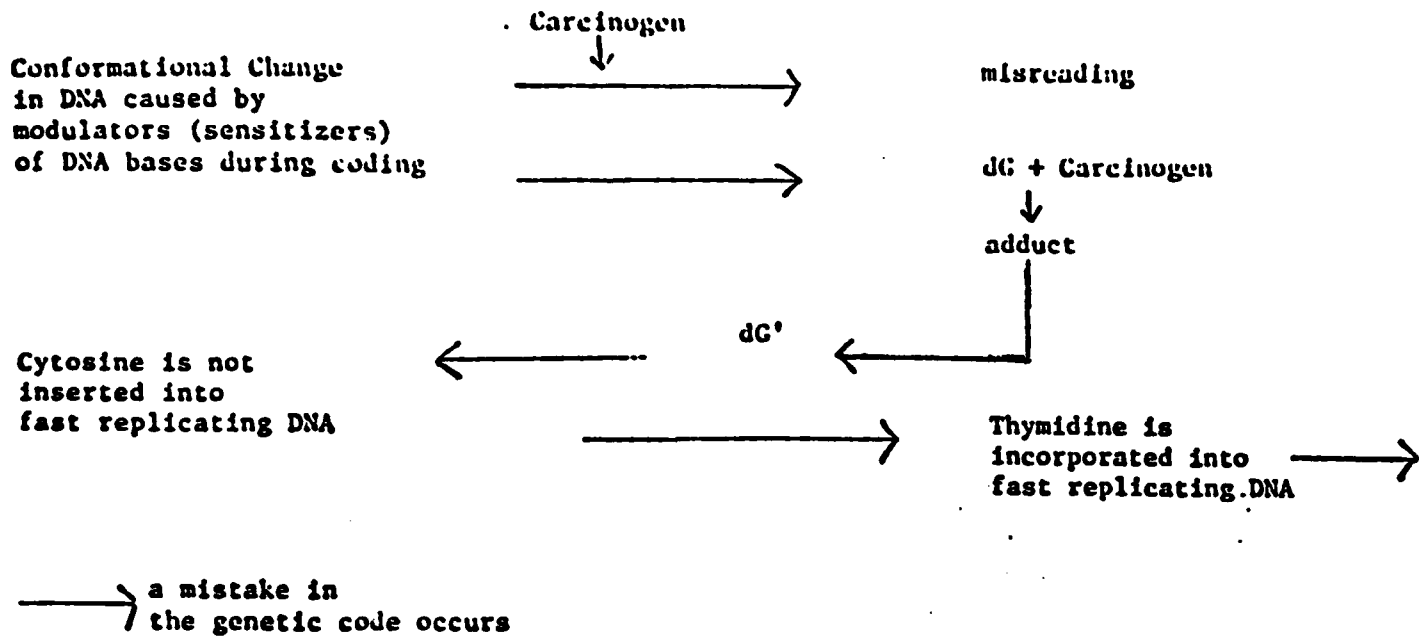 Carcinogen
Conformational Change
in DNA caused by
modulators (sensitizers)
of DNA bases during coding
misreading
dG + Carcinogen
adduct
dG'
Cytosine is not
inserted into
fast replicating DNA
Thymidine is
incorporated into
fast replicating DNA
a mistake in
the genetic code occurs